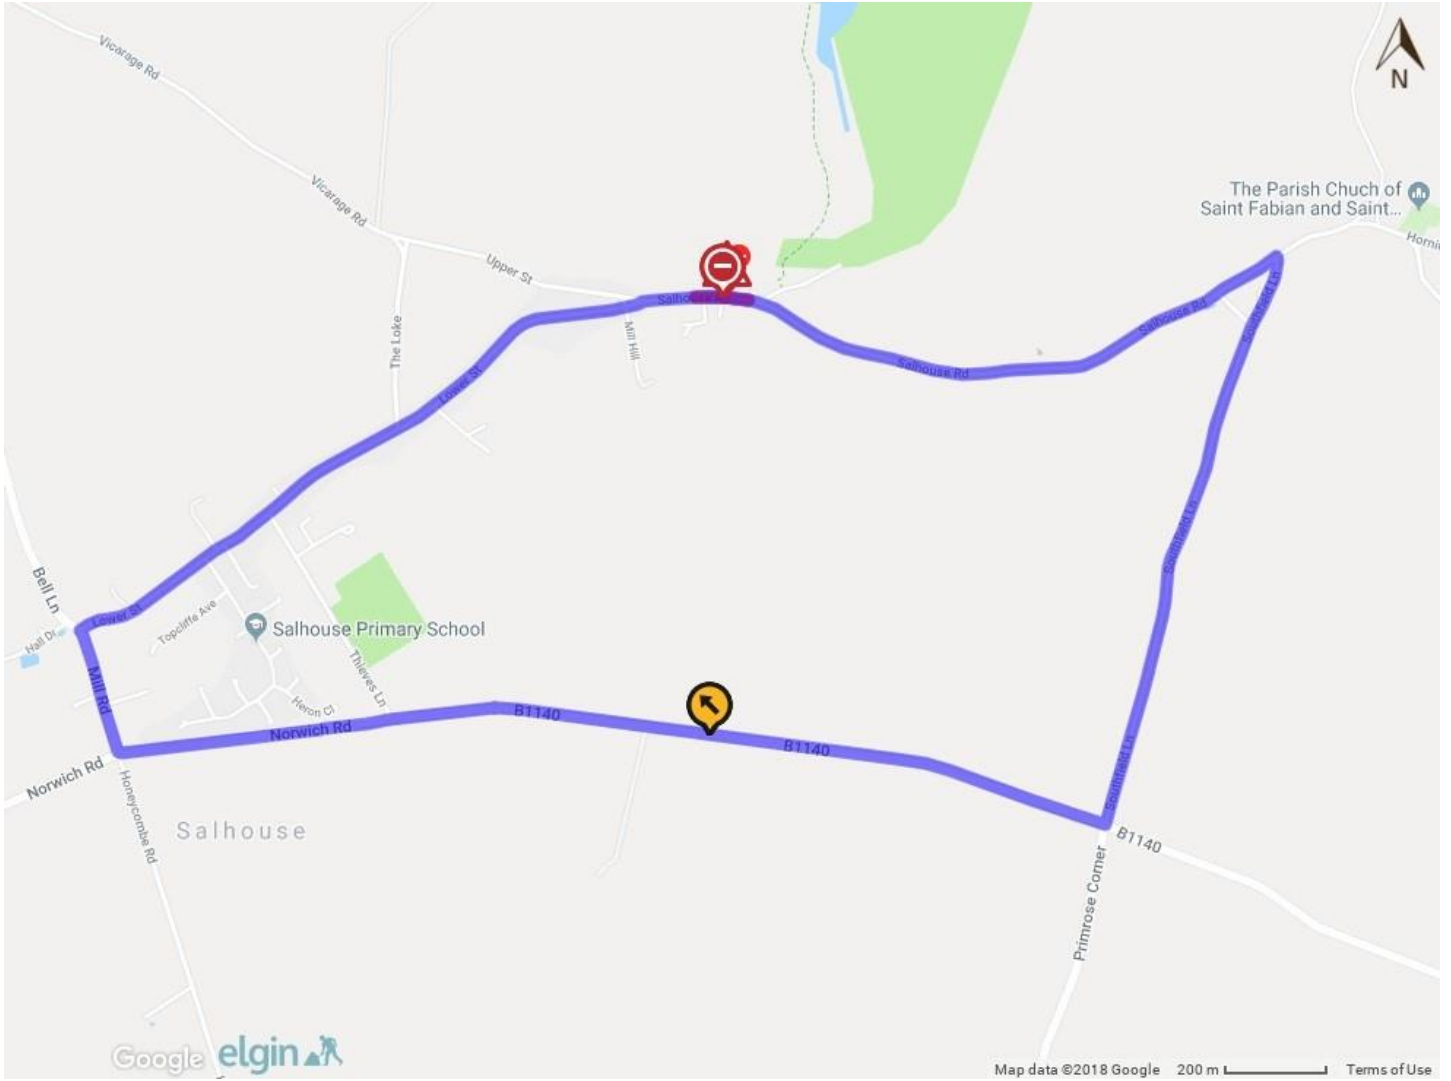 Vicarage Rd
N
Vicarage Rd
The Parish Chuch of
Saint Fabian and Saint...
Upper St
Salhouse Rd
Mill Hill
The Loke
Lower St
Salhouse Rd
Salhouse Rd
Southfield Ln
Southfield Ln
Bell Ln
Lower St
Hall Dr
Topcliffe Ave
Salhouse Primary School
Thieves Ln
Mill Rd
Heron Cl
Norwich Rd
B1140
B1140
Southfield Ln
Norwich Rd
Honeycombe Rd
Salhouse
B1140
Primrose Corner
Google
elgin
Map data ©2018 Google 200 m Terms of Use